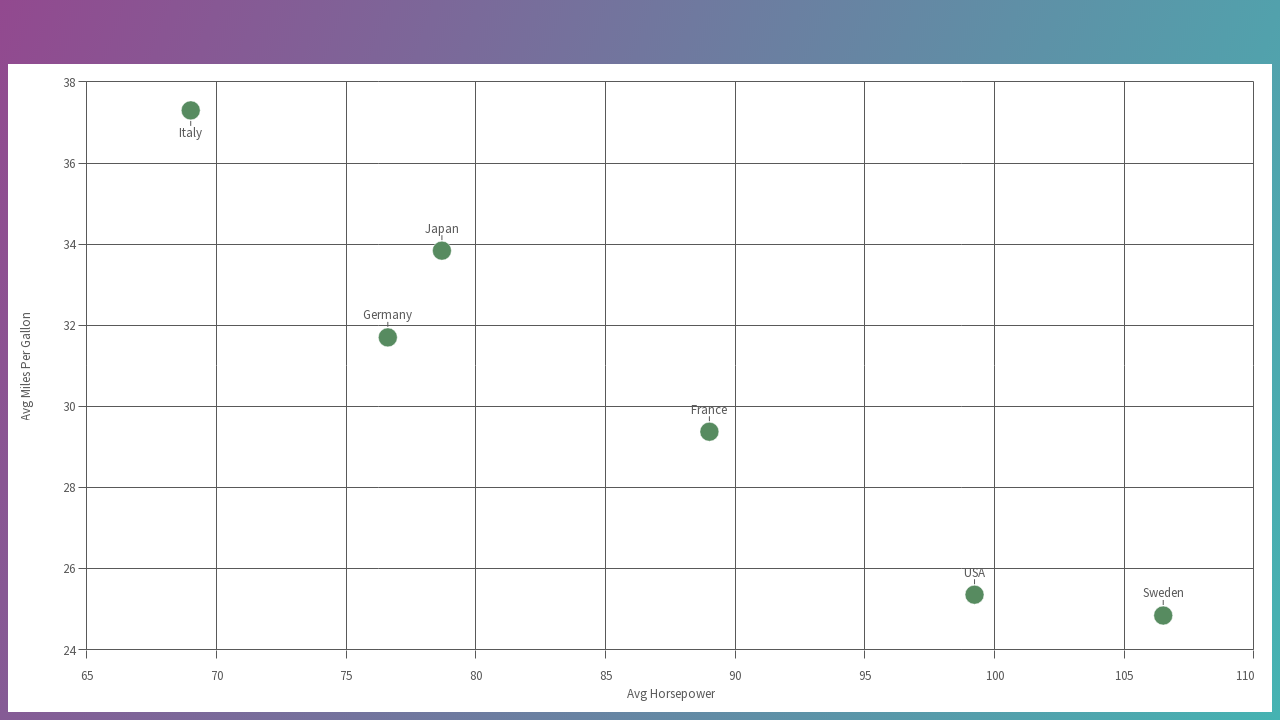 38
Italy
36
Japan
34
Germany
32
Avg Miles Per Gallon
30
France
28
26
USA
Sweden
24
65 70 75 80 85 90 95 100 105 110
Avg Horsepower